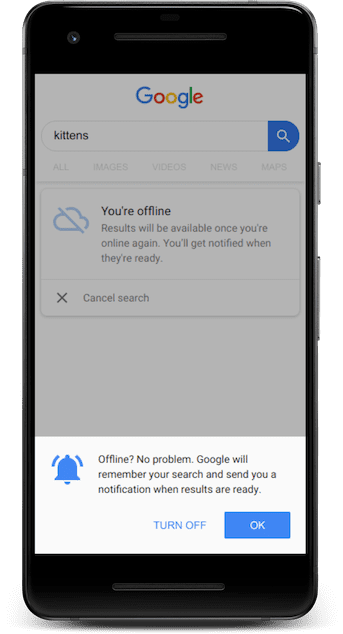 Google
kittens
ALL IMAGES VIDEOS NEWS MAPS
You're offline
Results will be available once you're
online again. You'll get notified when
they're ready.
Cancel search
Offline? No problem. Google will
remember your search and send you a
notification when results are ready.
TURN OFF OK